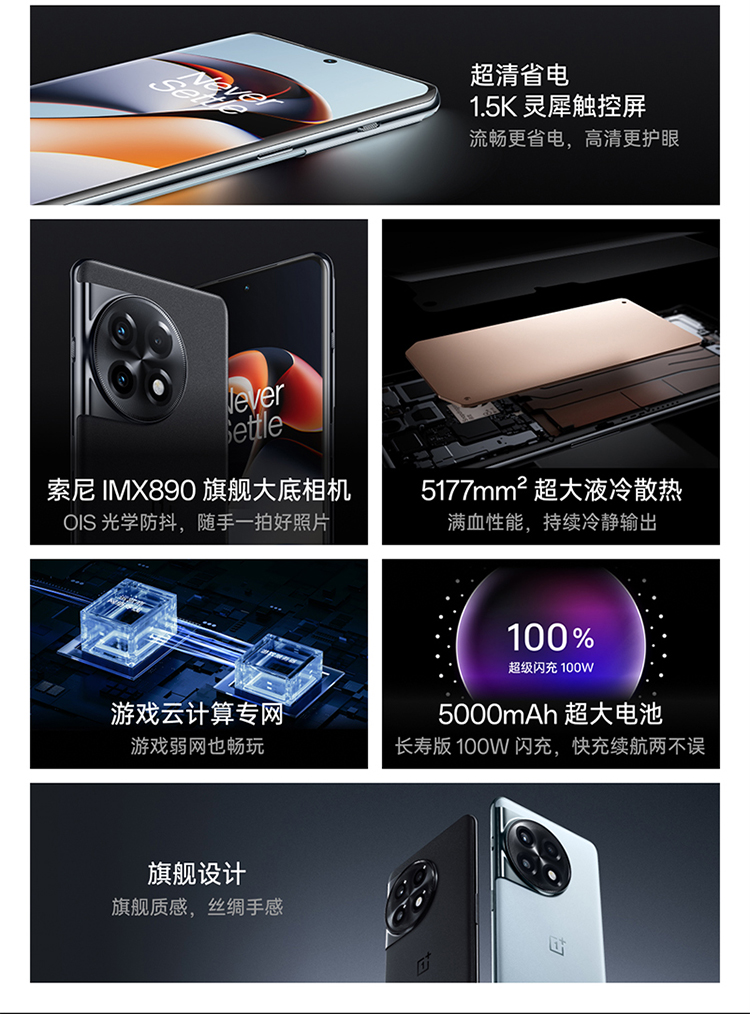 Never
Settle
超清省电
1.5K 灵犀触控屏
流畅更省电，高清更护眼
Never
Settle
索尼 IMX890 旗舰大底相机
OIS 光学防抖，随手一拍好照片
5177mm² 超大液冷散热
满血性能，持续冷静输出
游戏云计算专网
游戏弱网也畅玩
100%
超级闪充 100W
5000mAh 超大电池
长寿版 100W 闪充，快充续航两不误
旗舰设计
旗舰质感，丝绸手感